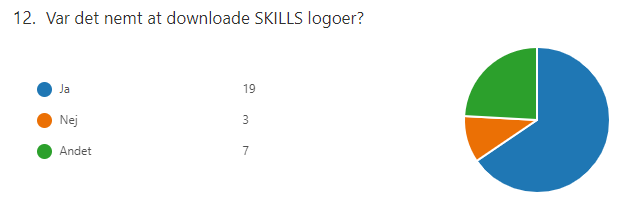 12. Var det nemt at downloade SKILLS logoer?
Ja 19
Nej 3
Andet 7